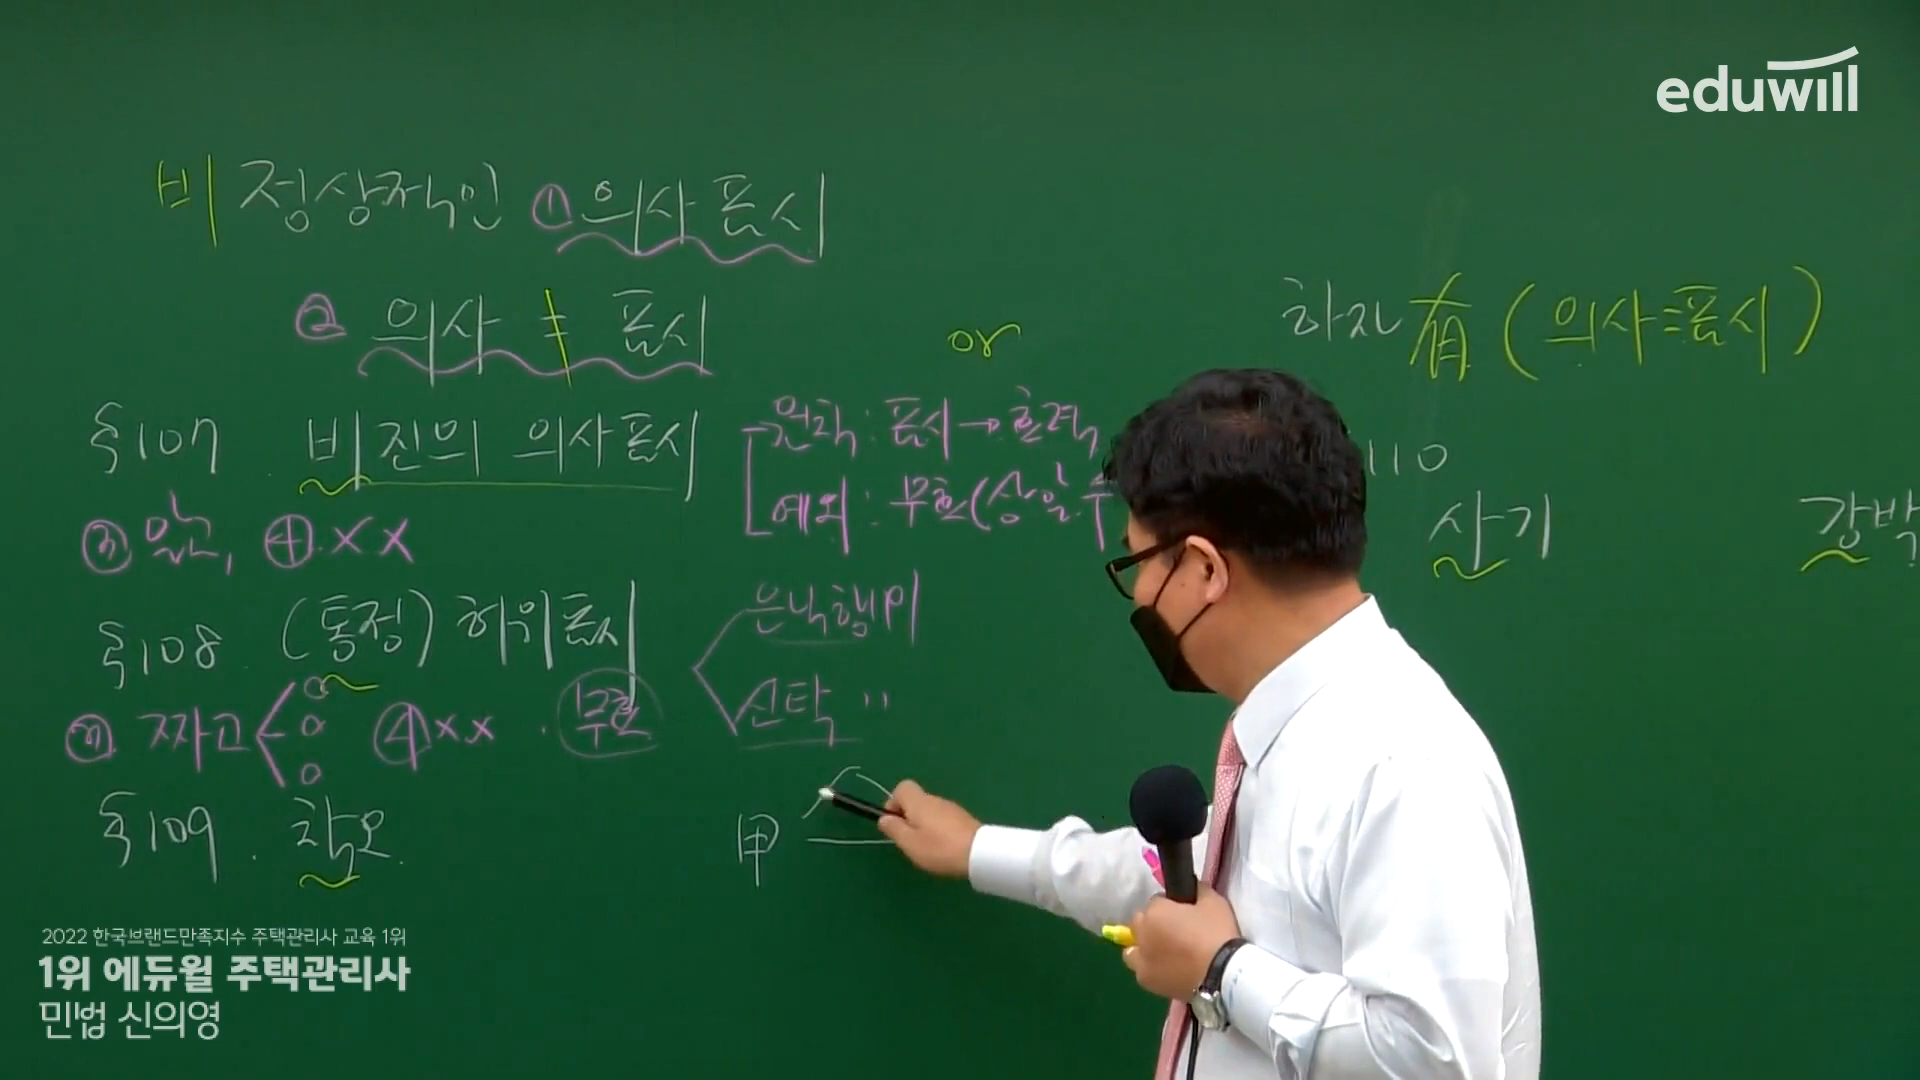 eduwill
비 정상적인 ① 의사표시
② 의사 ≠ 표시
or
하자 有 (의사=표시)
§107 비진의 의사표시
원칙 : 표시→효력
예외 : 무효(상알.수
110
사기
강박
③ 알고, ④ x x
§108 (통정) 허위표시
은닉행위
신탁 〃
③ 짜고 ④ x x . 무효
§109. 착오.
甲
2022 한국브랜드만족지수 주택관리사 교육 1위
1위 에듀윌 주택관리사
민법 신의영